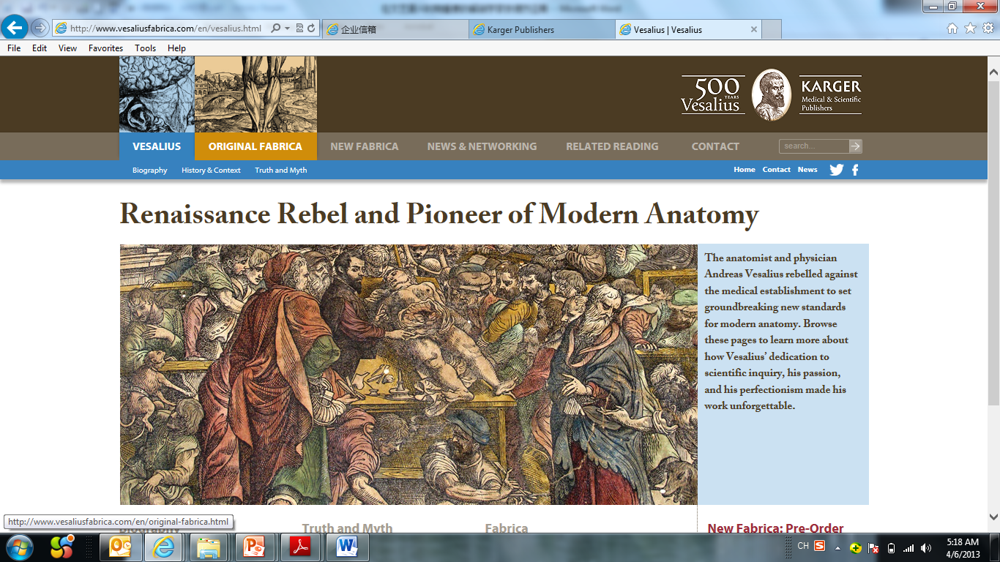 http://www.vesaliusfabrica.com/en/vesalius.html
企业信箱
Karger Publishers
Vesalius | Vesalius
File Edit View Favorites Tools Help
500
YEARS
Vesalius
KARGER
Medical & Scientific
Publishers
VESALIUS ORIGINAL FABRICA NEW FABRICA NEWS & NETWORKING RELATED READING CONTACT search...
Biography History & Context Truth and Myth Home Contact News
Renaissance Rebel and Pioneer of Modern Anatomy
The anatomist and physician
Andreas Vesalius rebelled against
the medical establishment to set
groundbreaking new standards
for modern anatomy. Browse
these pages to learn more about
how Vesalius’ dedication to
scientific inquiry, his passion,
and his perfectionism made his
work unforgettable.
http://www.vesaliusfabrica.com/en/original-fabrica.html
Biography Truth and Myth Fabrica New Fabrica: Pre-Order
CH
5:18 AM
4/6/2013